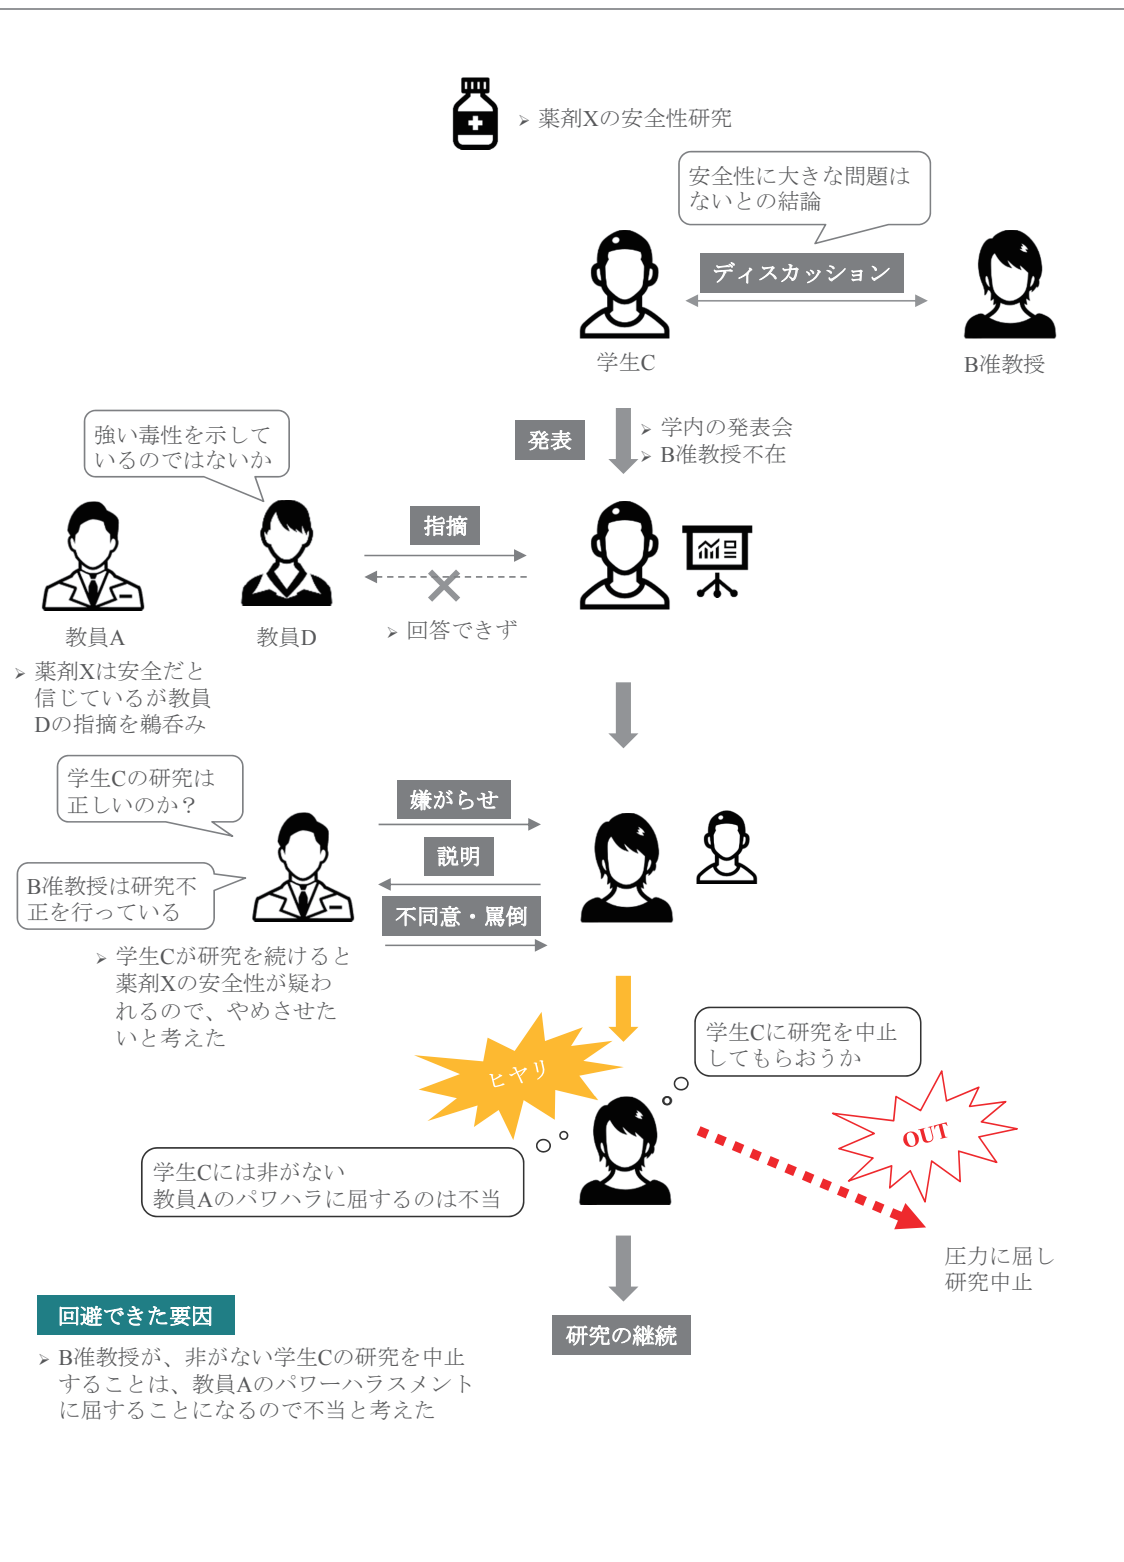 ➢ 薬剤Xの安全性研究
安全性に大きな問題は
ないとの結論
ディスカッション
学生C
B准教授
発表
➢ 学内の発表会
➢ B准教授不在
強い毒性を示して
いるのではないか
指摘
➢ 回答できず
教員A
教員D
➢ 薬剤Xは安全だと
信じているが教員
Dの指摘を鵜呑み
学生Cの研究は
正しいのか？
嫌がらせ
説明
B准教授は研究不
正を行っている
不同意・罵倒
➢ 学生Cが研究を続けると
薬剤Xの安全性が疑わ
れるので、やめさせた
いと考えた
学生Cに研究を中止
してもらおうか
ヒヤリ
OUT
学生Cには非がない
教員Aのパワハラに屈するのは不当
圧力に屈し
研究中止
回避できた要因
研究の継続
➢ B准教授が、非がない学生Cの研究を中止
することは、教員Aのパワーハラスメント
に屈することになるので不当と考えた